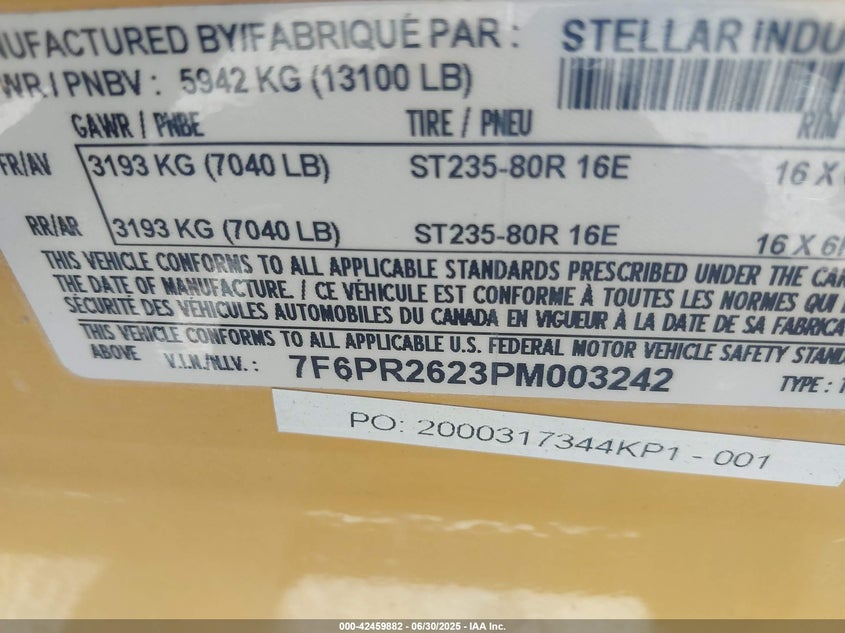 NUFACTURED BY/FABRIQUÉ PAR : STELLAR INDU
WR / PNBV : 5942 KG (13100 LB)
GAWR / PNBE TIRE / PNEU RIM
FR/AV 3193 KG (7040 LB) ST235-80R 16E 16 X 6
RR/AR 3193 KG (7040 LB) ST235-80R 16E 16 X 6
THIS VEHICLE CONFORMS TO ALL APPLICABLE STANDARDS PRESCRIBED UNDER THE CAN
THE DATE OF MANUFACTURE. / CE VÉHICULE EST CONFORME À TOUTES LES NORMES QUI
SÉCURITÉ DES VÉHICULES AUTOMOBILES DU CANADA EN VIGUEUR À LA DATE DE SA FABRICA
THIS VEHICLE CONFORMS TO ALL APPLICABLE U.S. FEDERAL MOTOR VEHICLE SAFETY STAND
ABOVE V.I.N./N.I.V. : 7F6PR2623PM003242 TYPE : T
PO: 2000317344KP1 - 001
000-42459882 - 06/30/2025 - IAA Inc.